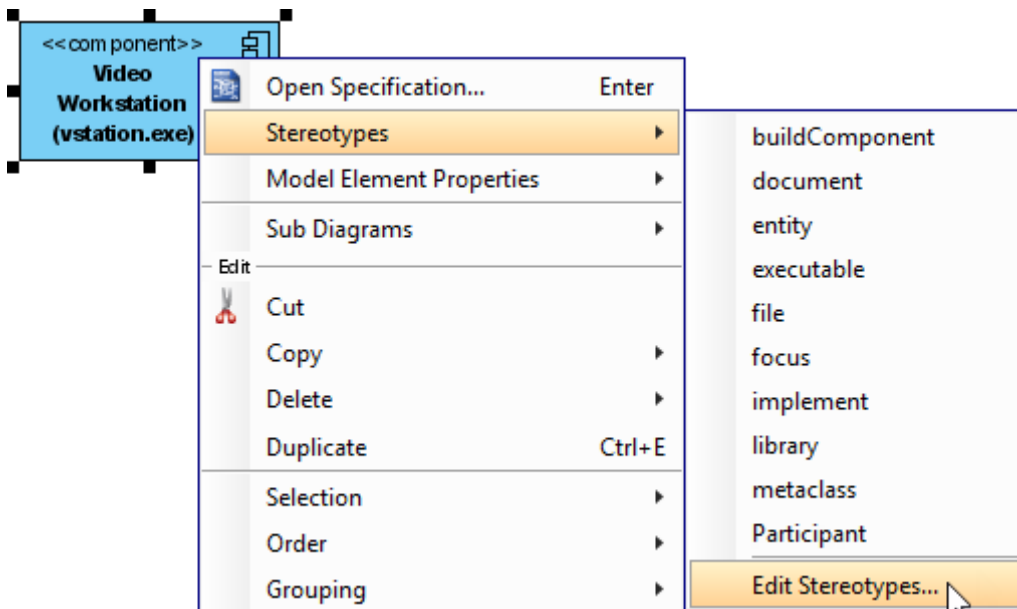 <<component>>
Video
Workstation
(vstation.exe)
Open Specification... Enter
Stereotypes
Model Element Properties
Sub Diagrams
Edit
Cut
Copy
Delete
Duplicate Ctrl+E
Selection
Order
Grouping
buildComponent
document
entity
executable
file
focus
implement
library
metaclass
Participant
Edit Stereotypes...